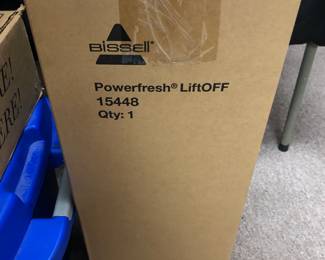 BISSELL
Powerfresh® LiftOFF
15448
Qty: 1